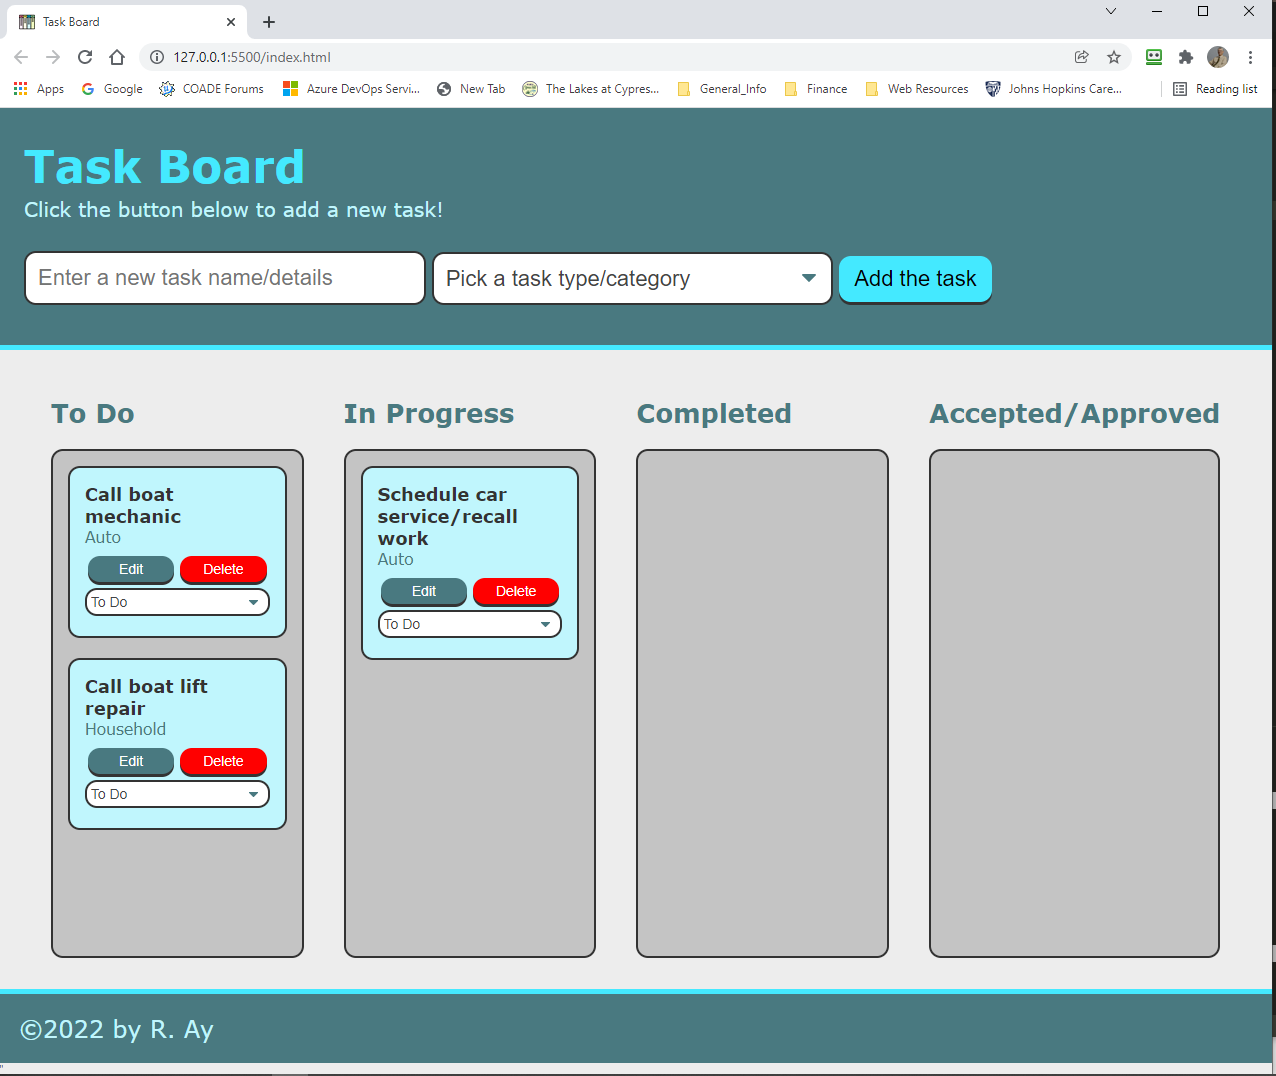 Task Board
127.0.0.1:5500/index.html
Apps Google COADE Forums Azure DevOps Servi... New Tab The Lakes at Cypres... General_Info Finance Web Resources Johns Hopkins Care... Reading list
Task Board
Click the button below to add a new task!
Enter a new task name/details Pick a task type/category Add the task
To Do
Call boat
mechanic
Auto
Edit Delete
To Do
Call boat lift
repair
Household
Edit Delete
To Do
In Progress
Schedule car
service/recall
work
Auto
Edit Delete
To Do
Completed
Accepted/Approved
©2022 by R. Ay